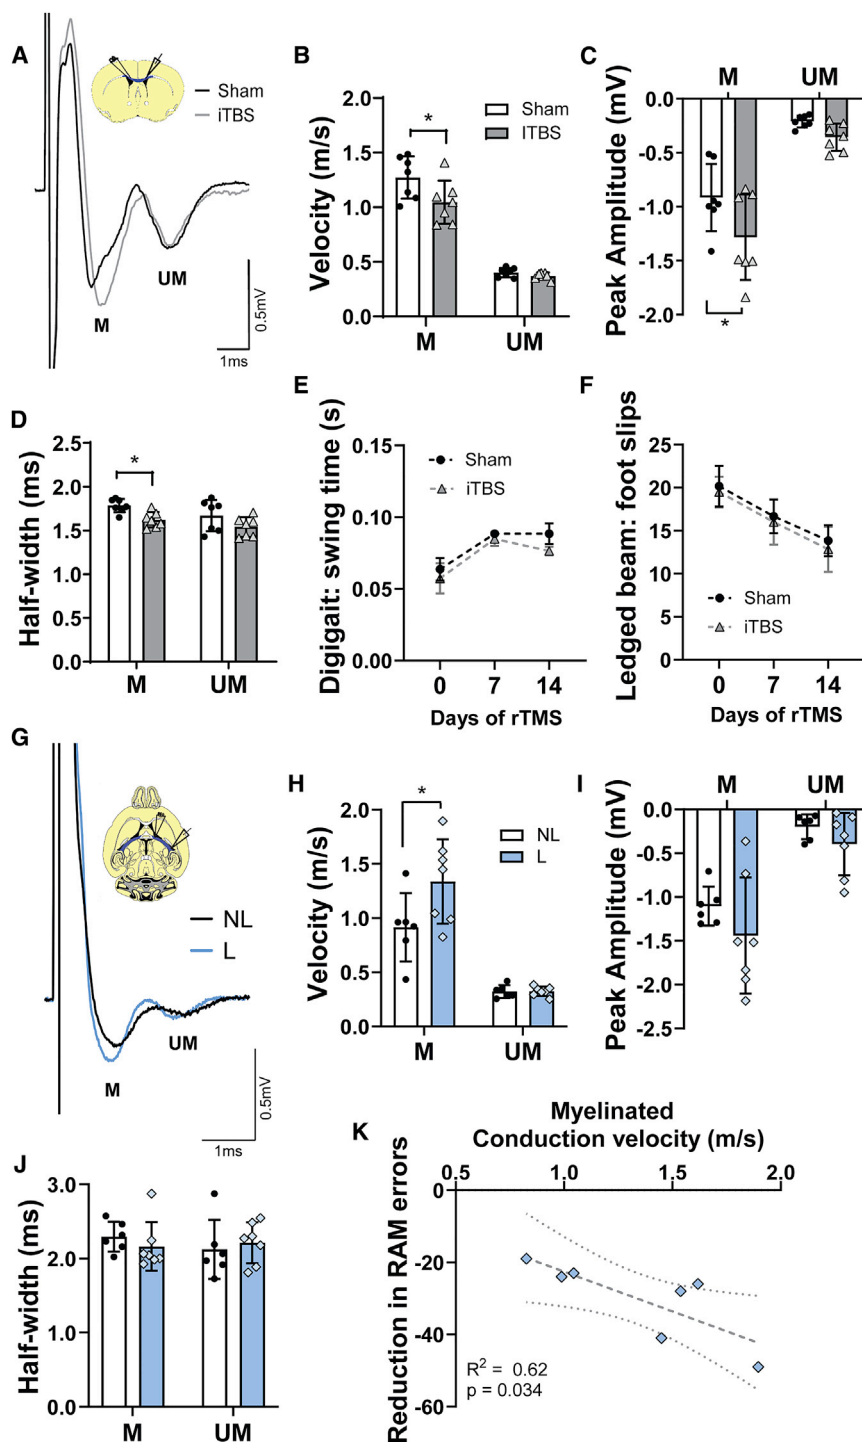 A
Sham
iTBS
UM
M
0.5mV
1ms
B
Velocity (m/s)
2.0
1.5
1.0
0.5
0.0
*
Sham
ITBS
M
UM
C
M
UM
Peak Amplitude (mV)
0.0
-0.5
-1.0
-1.5
-2.0
*
D
Half-width (ms)
2.5
2.0
1.5
1.0
0.5
0.0
*
M
UM
E
Digigait: swing time (s)
0.15
0.10
0.05
0.00
Sham
iTBS
0
7
14
Days of rTMS
F
Ledged beam: foot slips
25
20
15
10
5
0
Sham
iTBS
0
7
14
Days of rTMS
G
NL
L
UM
M
0.5mV
1ms
H
Velocity (m/s)
2.0
1.5
1.0
0.5
0.0
*
NL
L
M
UM
I
M
UM
Peak Amplitude (mV)
0.0
-0.5
-1.0
-1.5
-2.0
-2.5
J
Half-width (ms)
3.0
2.0
1.0
0.0
M
UM
K
Myelinated
Conduction velocity (m/s)
0.5
1.0
1.5
2.0
Reduction in RAM errors
0
-20
-40
-60
R² = 0.62
p = 0.034